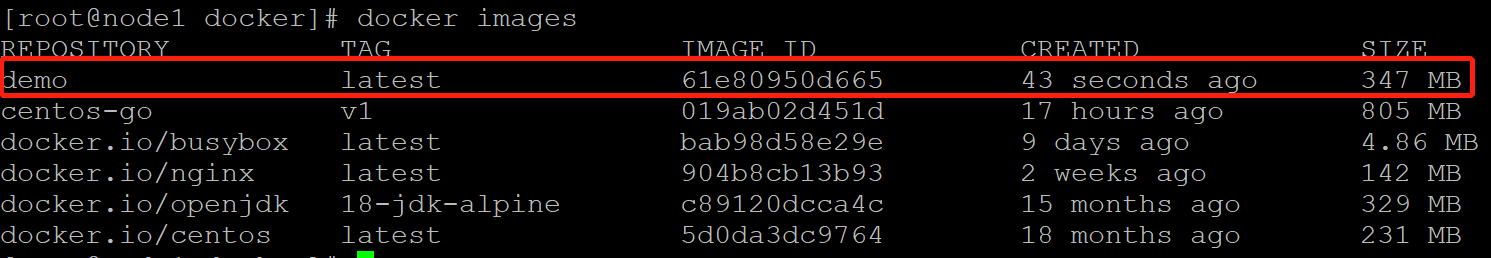 [root@node1 docker]# docker images
REPOSITORY TAG IMAGE ID CREATED SIZE
demo latest 61e80950d665 43 seconds ago 347 MB
centos-go v1 019ab02d451d 17 hours ago 805 MB
docker.io/busybox latest bab98d58e29e 9 days ago 4.86 MB
docker.io/nginx latest 904b8cb13b93 2 weeks ago 142 MB
docker.io/openjdk 18-jdk-alpine c89120dcca4c 15 months ago 329 MB
docker.io/centos latest 5d0da3dc9764 18 months ago 231 MB